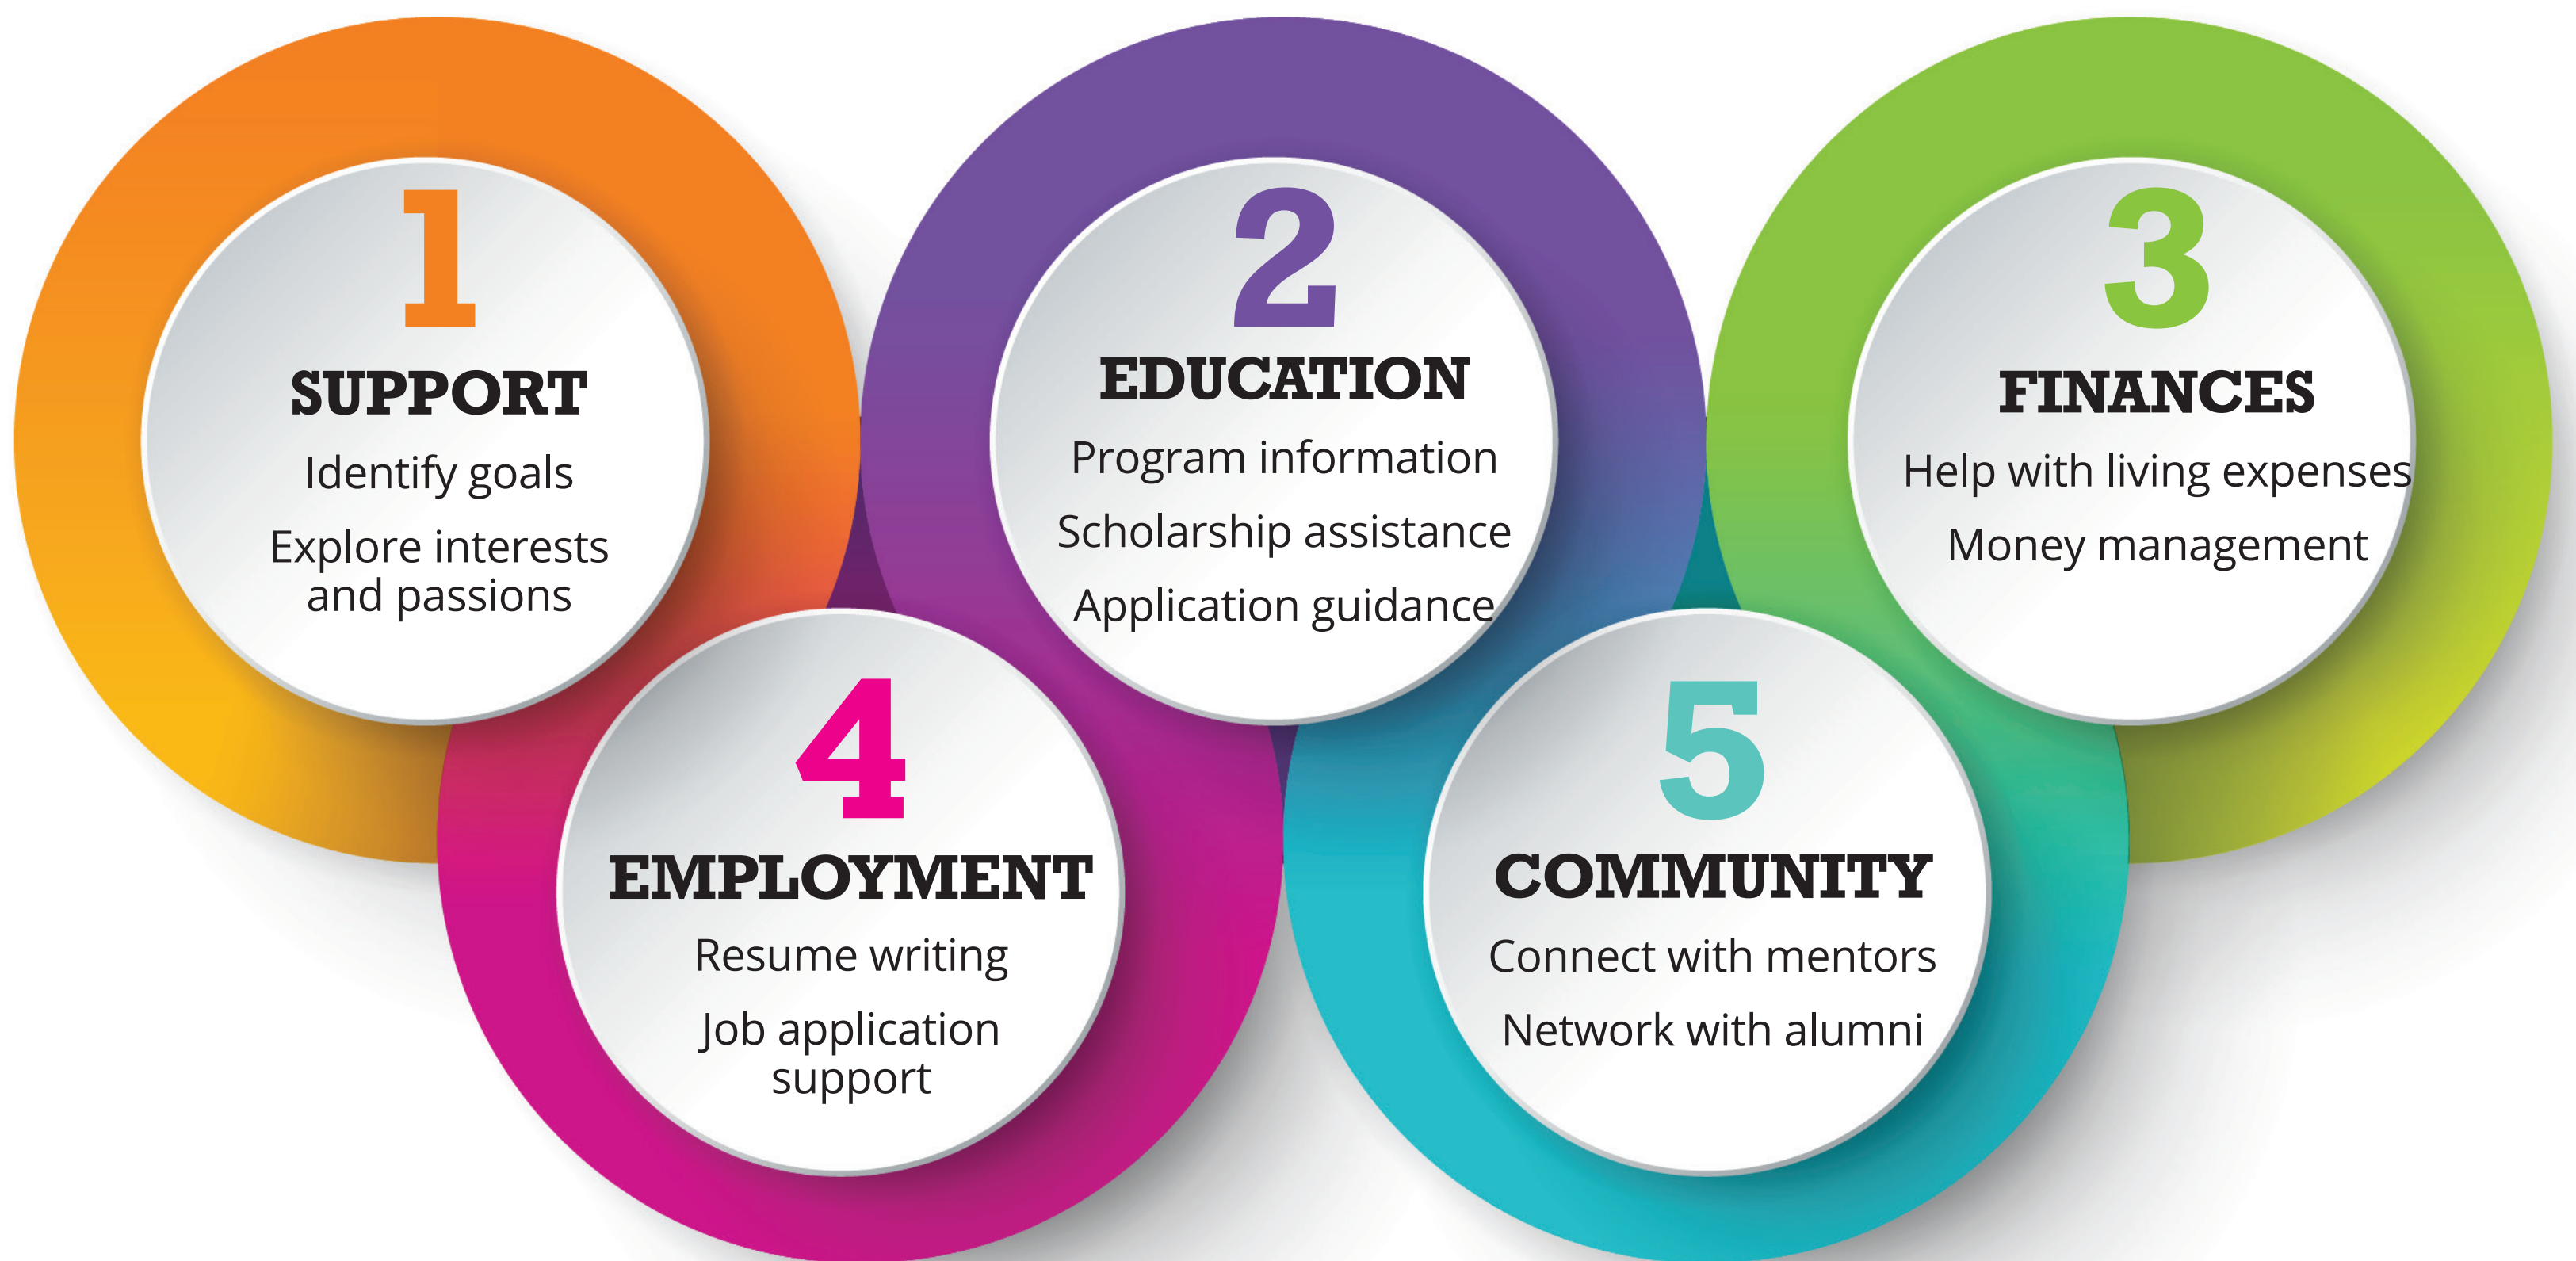 1
SUPPORT
Identify goals
Explore interests
and passions
2
EDUCATION
Program information
Scholarship assistance
Application guidance
3
FINANCES
Help with living expenses
Money management
4
EMPLOYMENT
Resume writing
Job application
support
5
COMMUNITY
Connect with mentors
Network with alumni